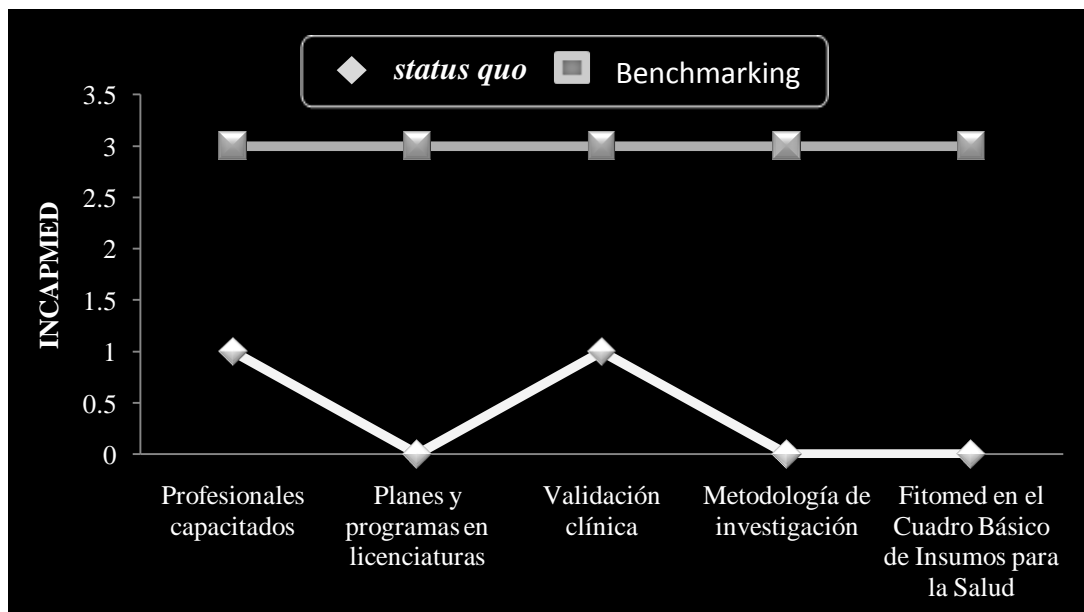 status quo Benchmarking
3.5
3
2.5
2
1.5
1
0.5
0
INCAPMED
Profesionales
capacitados
Planes y
programas en
licenciaturas
Validación
clínica
Metodología de
investigación
Fitomed en el
Cuadro Básico
de Insumos para
la Salud